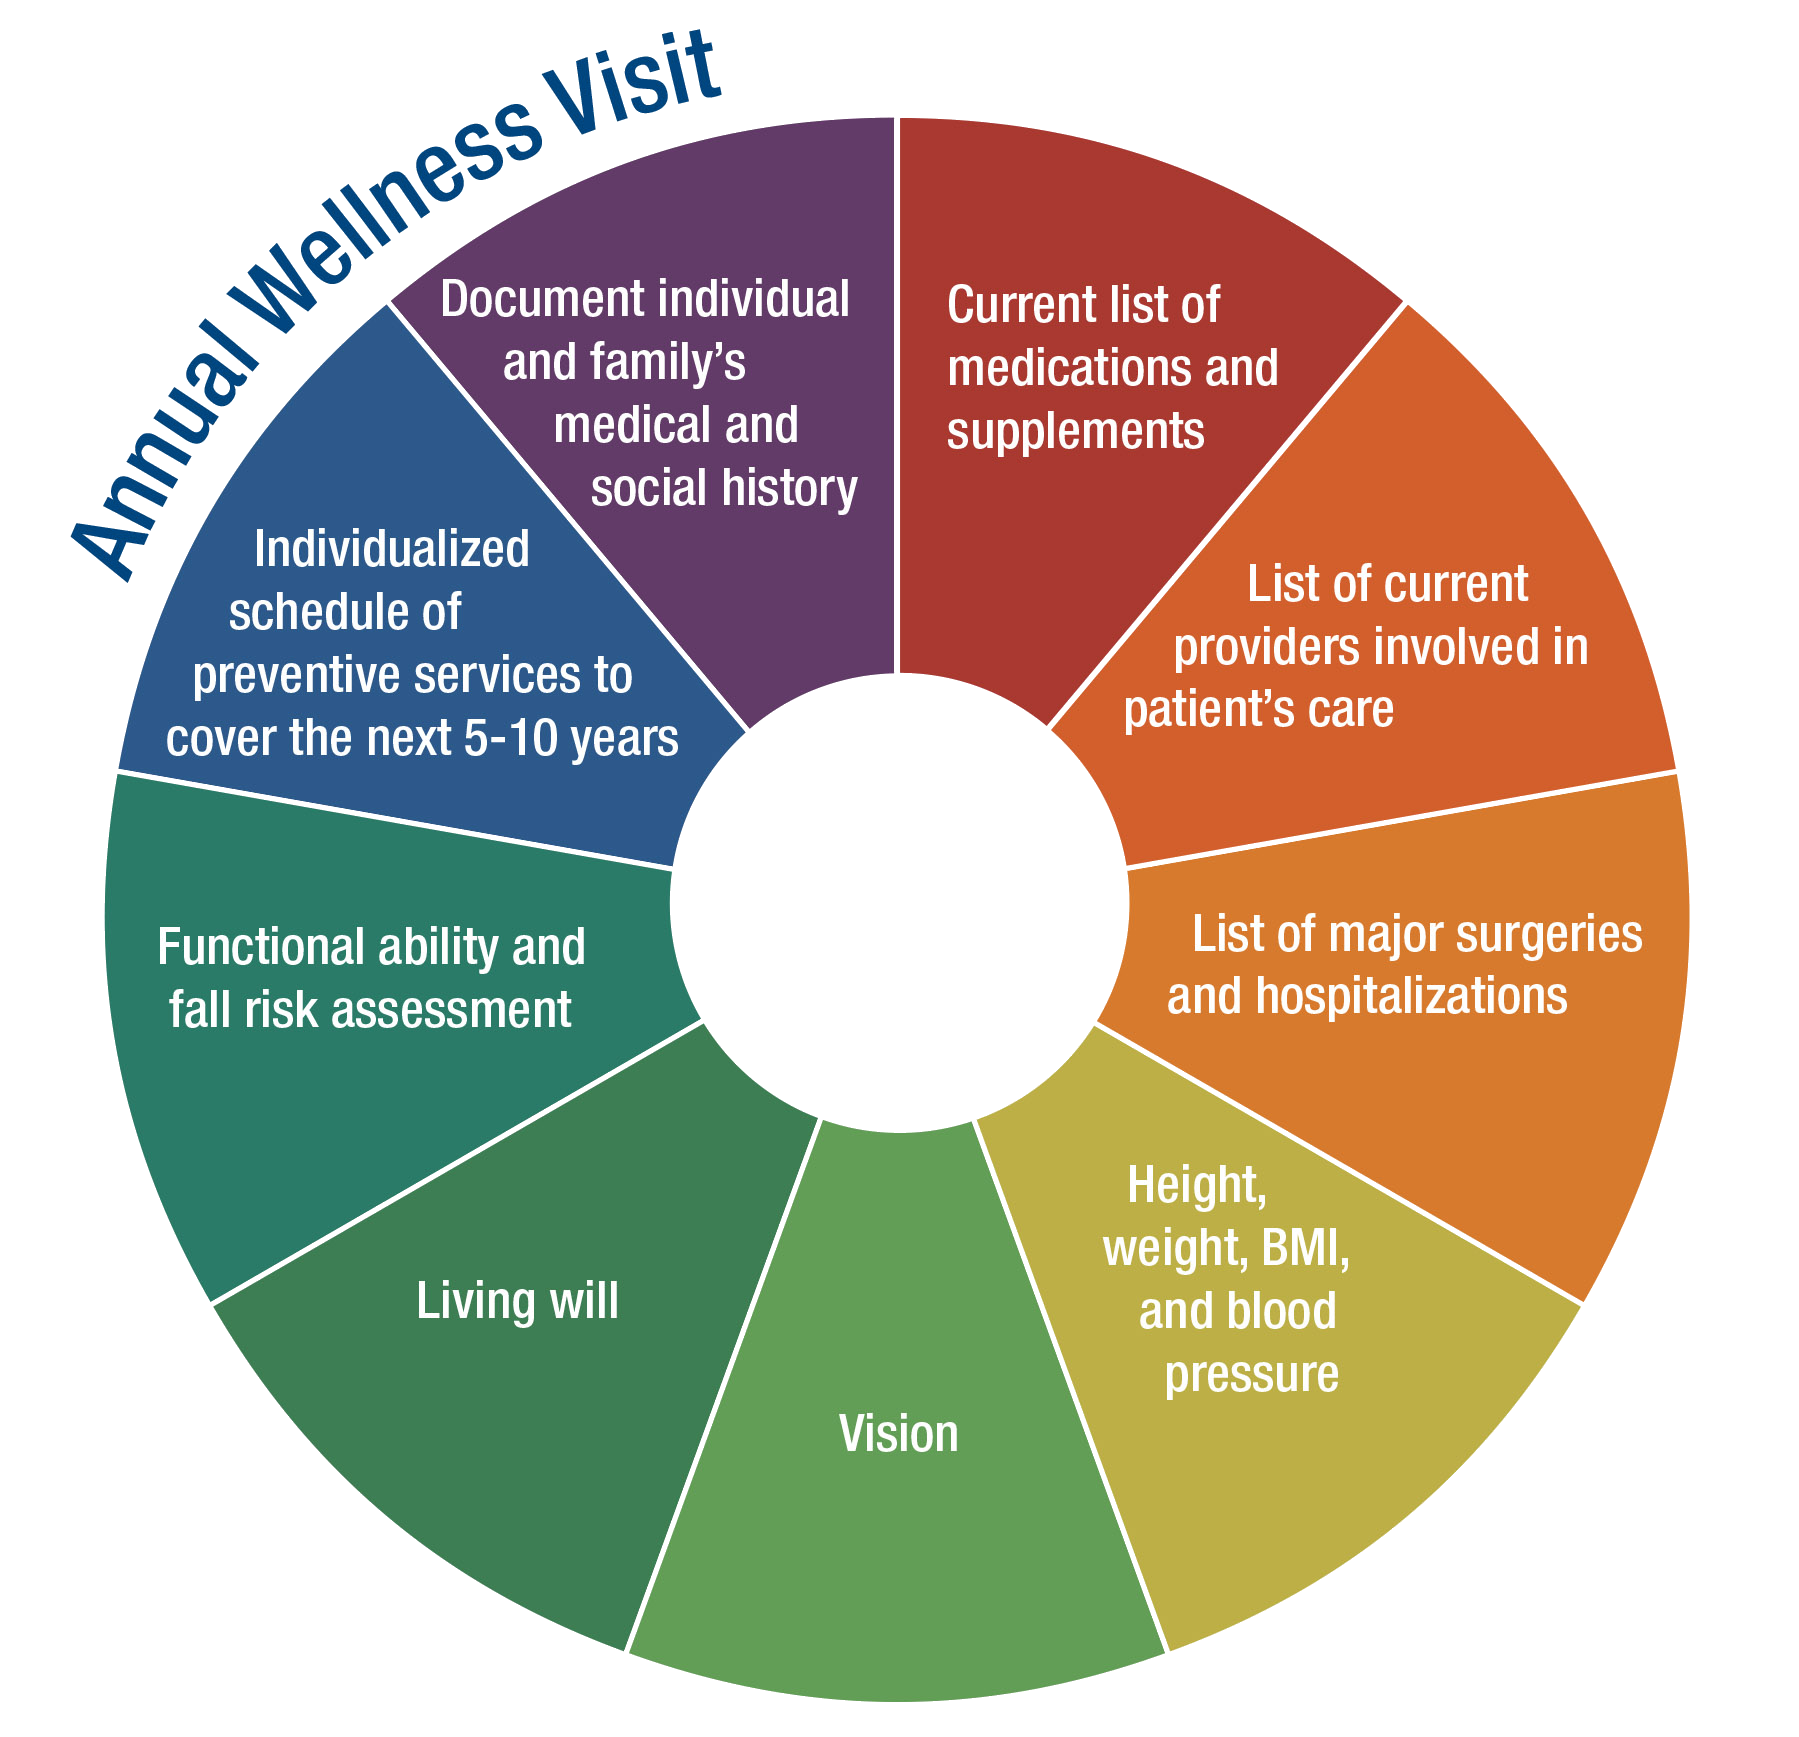 Annual Wellness Visit
Document individual
and family’s
medical and
social history
Current list of
medications and
supplements
List of current
providers involved in
patient’s care
List of major surgeries
and hospitalizations
Height,
weight, BMI,
and blood
pressure
Vision
Living will
Functional ability and
fall risk assessment
Individualized
schedule of
preventive services to
cover the next 5-10 years